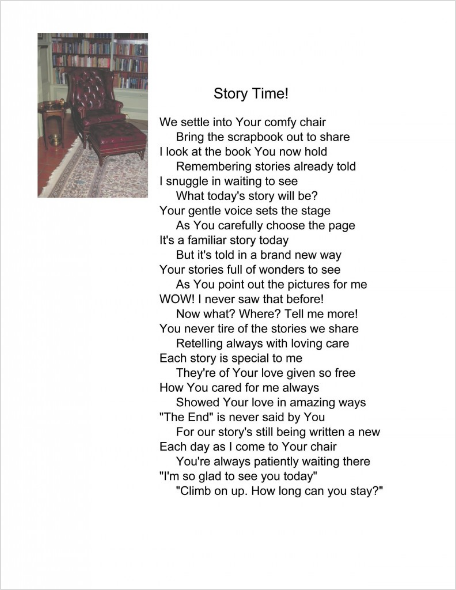 Story Time!
We settle into Your comfy chair
Bring the scrapbook out to share
I look at the book You now hold
Remembering stories already told
I snuggle in waiting to see
What today's story will be?
Your gentle voice sets the stage
As You carefully choose the page
It's a familiar story today
But it's told in a brand new way
Your stories full of wonders to see
As You point out the pictures for me
WOW! I never saw that before!
Now what? Where? Tell me more!
You never tire of the stories we share
Retelling always with loving care
Each story is special to me
They're of Your love given so free
How You cared for me always
Showed Your love in amazing ways
"The End" is never said by You
For our story's still being written a new
Each day as I come to Your chair
You're always patiently waiting there
"I'm so glad to see you today"
"Climb on up. How long can you stay?"